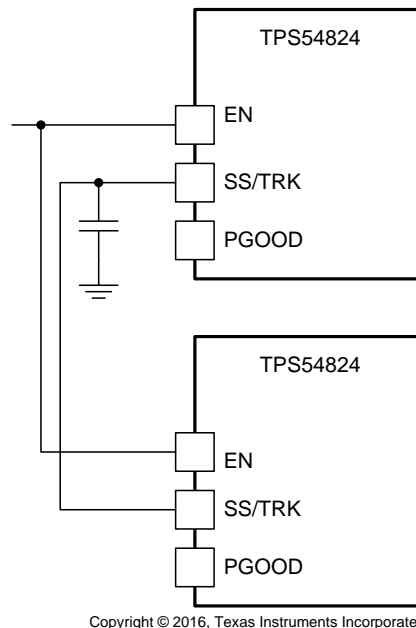 TPS54824
EN
SS/TRK
PGOOD
TPS54824
EN
SS/TRK
PGOOD
Copyright © 2016, Texas Instruments Incorporate